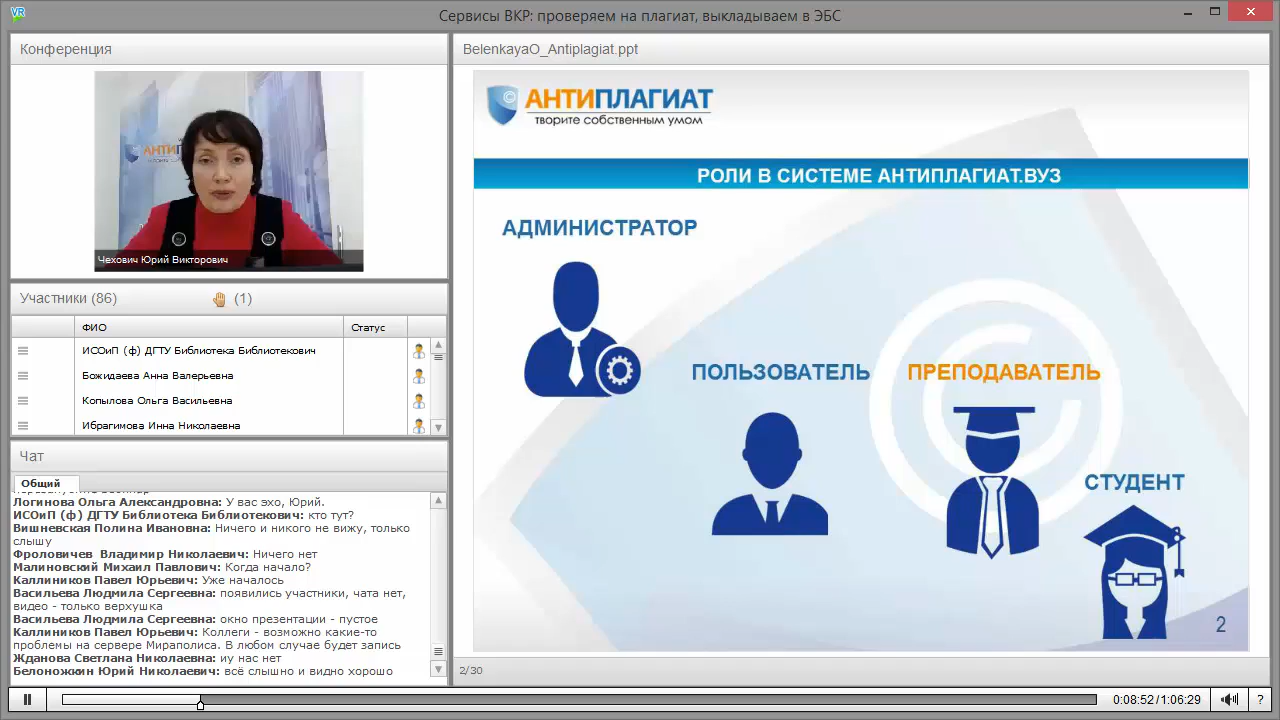 VR
Сервисы ВКР: проверяем на плагиат, выкладываем в ЭБС
Конференция
Чехович Юрий Викторович
Участники (86)
(1)
ФИО
Статус
ИСОиП (ф) ДГТУ Библиотека Библиотекович
Божидаева Анна Валерьевна
Копылова Ольга Васильевна
Ибрагимова Инна Николаевна
Чат
Общий
Логинова Ольга Александровна: У вас эхо, Юрий.
ИСОиП (ф) ДГТУ Библиотека Библиотекович: кто тут?
Вишневская Полина Ивановна: Ничего и никого не вижу, только
слышу
Фроловичев Владимир Николаевич: Ничего нет
Малиновский Михаил Павлович: Когда начало?
Каллиников Павел Юрьевич: Уже началось
Васильева Людмила Сергеевна: появились участники, чата нет,
видео - только верхушка
Васильева Людмила Сергеевна: окно презентации - пустое
Каллиников Павел Юрьевич: Коллеги - возможно какие-то
проблемы на сервере Мираполиса. В любом случае будет запись
Жданова Светлана Николаевна: иу нас нет
Белоножкин Юрий Николаевич: всё слышно и видно хорошо
BelenkayaO_Antiplagiat.ppt
АНТИПЛАГИАТ
творите собственным умом
РОЛИ В СИСТЕМЕ АНТИПЛАГИАТ.ВУЗ
АДМИНИСТРАТОР
ПОЛЬЗОВАТЕЛЬ
ПРЕПОДАВАТЕЛЬ
СТУДЕНТ
2
2/30
0:08:52/1:06:29
?